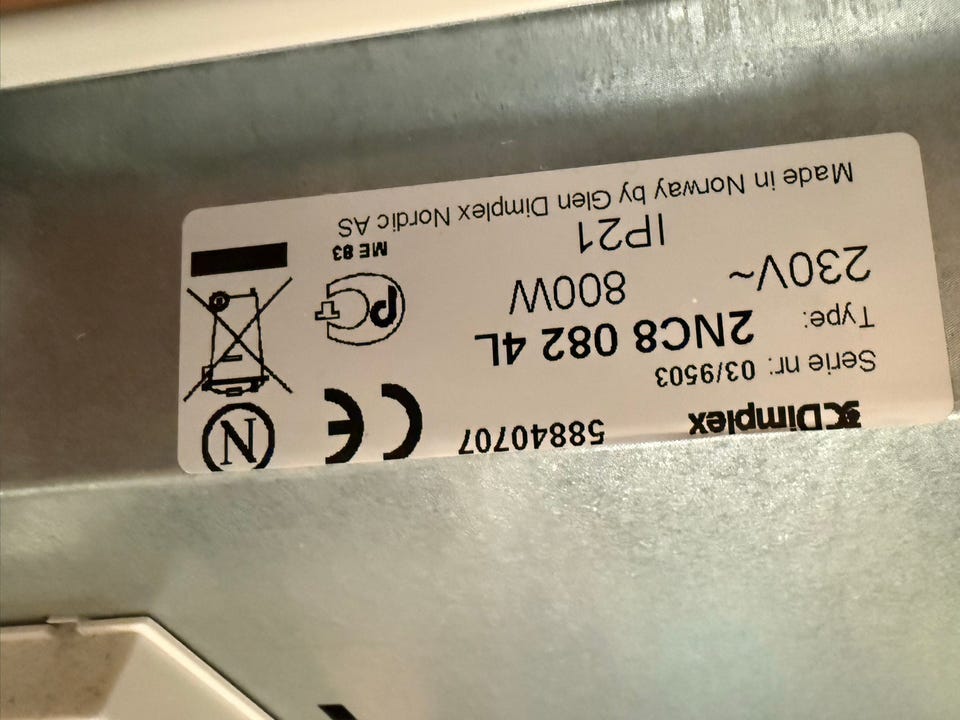 Dimplex 58840707
Serie nr: 03/9503
Type: 2NC8 082 4L
230V~ 800W
IP21
Made in Norway by Glen Dimplex Nordic AS
CE
N
ME 83